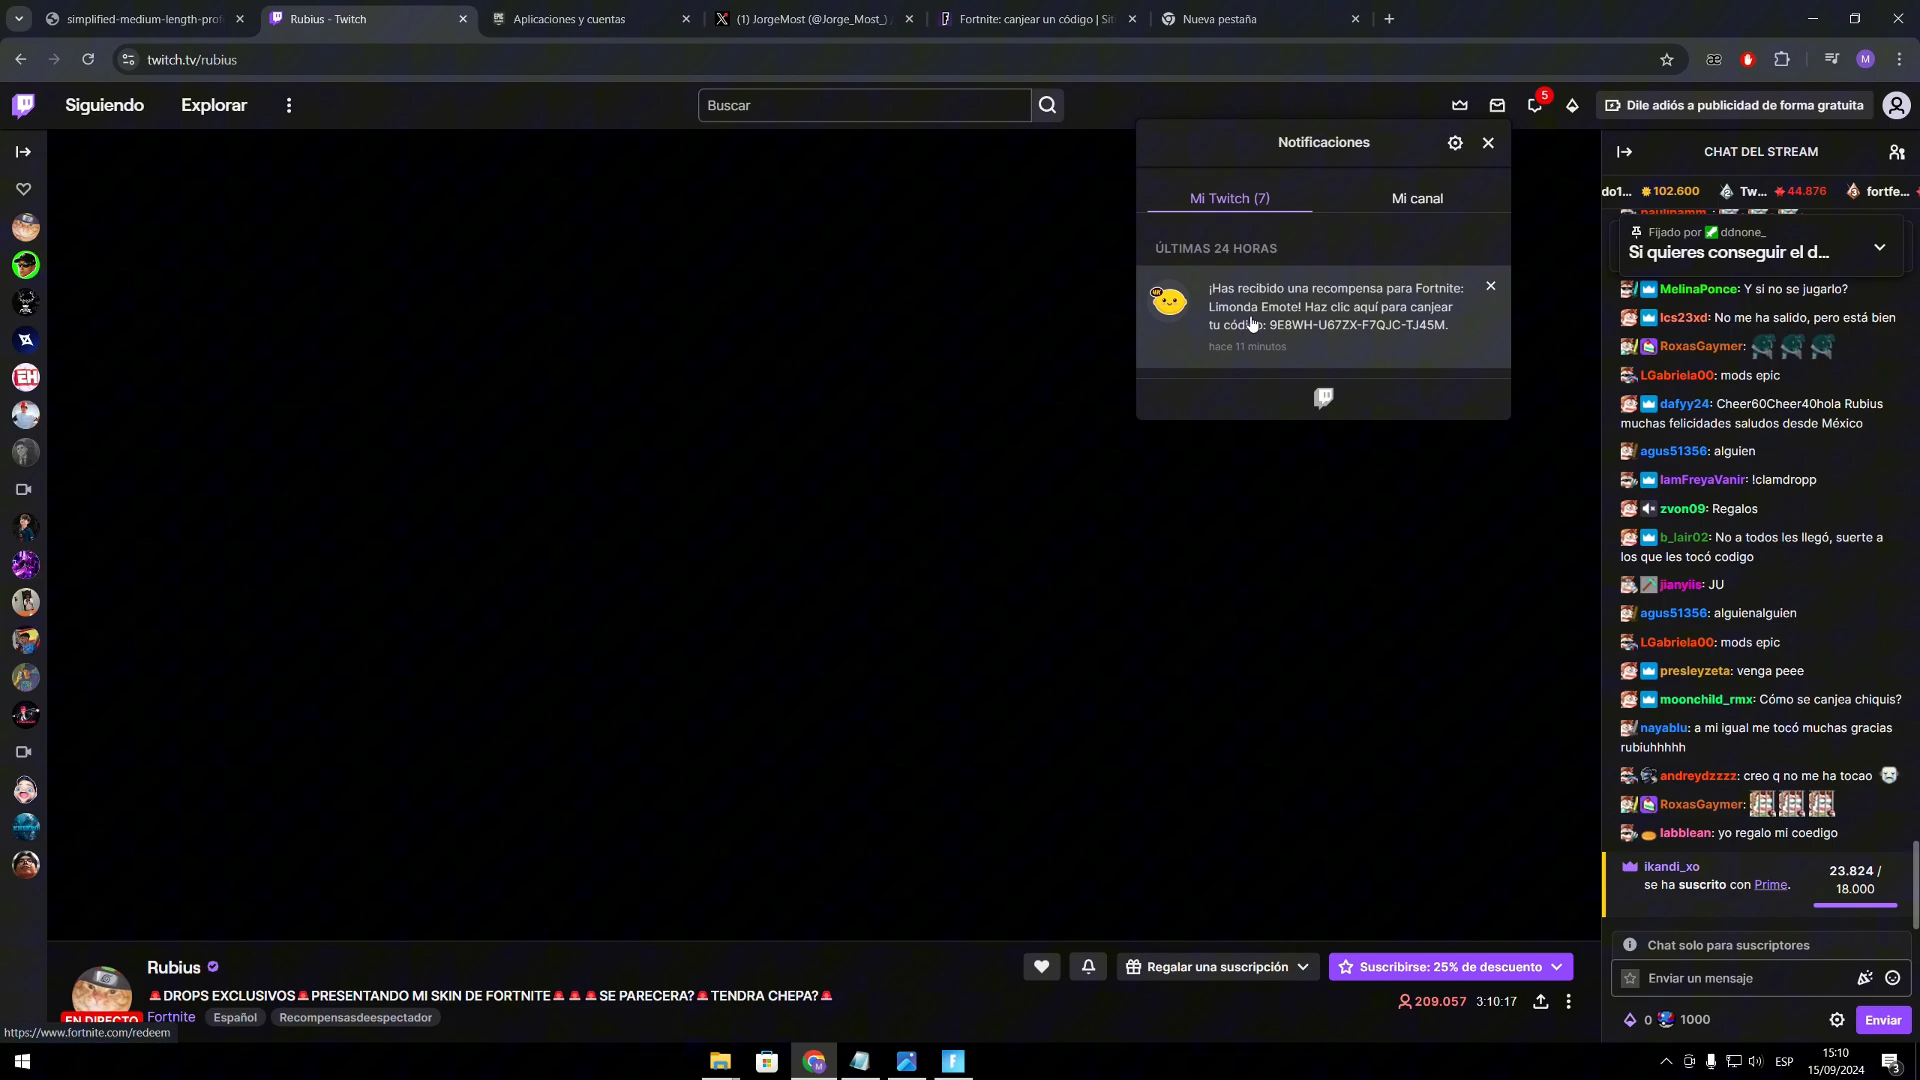 simplified-medium-length-prof
Rubius - Twitch
Aplicaciones y cuentas
(1) JorgeMost (@Jorge_Most_) /
Fortnite: canjear un código | Siti
Nueva pestaña
twitch.tv/rubius
Siguiendo
Explorar
Buscar
5
Dile adiós a publicidad de forma gratuita
Notificaciones
Mi Twitch (7)
Mi canal
ÚLTIMAS 24 HORAS
¡Has recibido una recompensa para Fortnite:
Limonda Emote! Haz clic aquí para canjear
tu código: 9E8WH-U67ZX-F7QJC-TJ45M.
hace 11 minutos
CHAT DEL STREAM
do1... 102.600 Tw... 44.876 fortfe...
Fijado por ddnone_
Si quieres conseguir el d...
MelinaPonce: Y si no se jugarlo?
lcs23xd: No me ha salido, pero está bien
RoxasGaymer:
LGabriela00: mods epic
dafyy24: Cheer60Cheer40hola Rubius
muchas felicidades saludos desde México
agus51356: alguien
IamFreyaVanir: !clamdropp
zvon09: Regalos
b_lair02: No a todos les llegó, suerte a
los que les tocó codigo
jianyiis: JU
agus51356: alguienalguien
LGabriela00: mods epic
presleyzeta: venga peee
moonchild_rmx: Cómo se canjea chiquis?
nayablu: a mi igual me tocó muchas gracias
rubiuhhhhh
andreydzzzz: creo q no me ha tocao
RoxasGaymer:
labblean: yo regalo mi coedigo
ikandi_xo
se ha suscrito con Prime.
23.824 /
18.000
Chat solo para suscriptores
Enviar un mensaje
0 1000
Enviar
Rubius
DROPS EXCLUSIVOS PRESENTANDO MI SKIN DE FORTNITE SE PARECERA? TENDRA CHEPA?
EN DIRECTO
Fortnite
Español
Recompensasdeespectador
Regalar una suscripción
Suscribirse: 25% de descuento
209.057
3:10:17
https://www.fortnite.com/redeem
ESP
15:10
15/09/2024
3